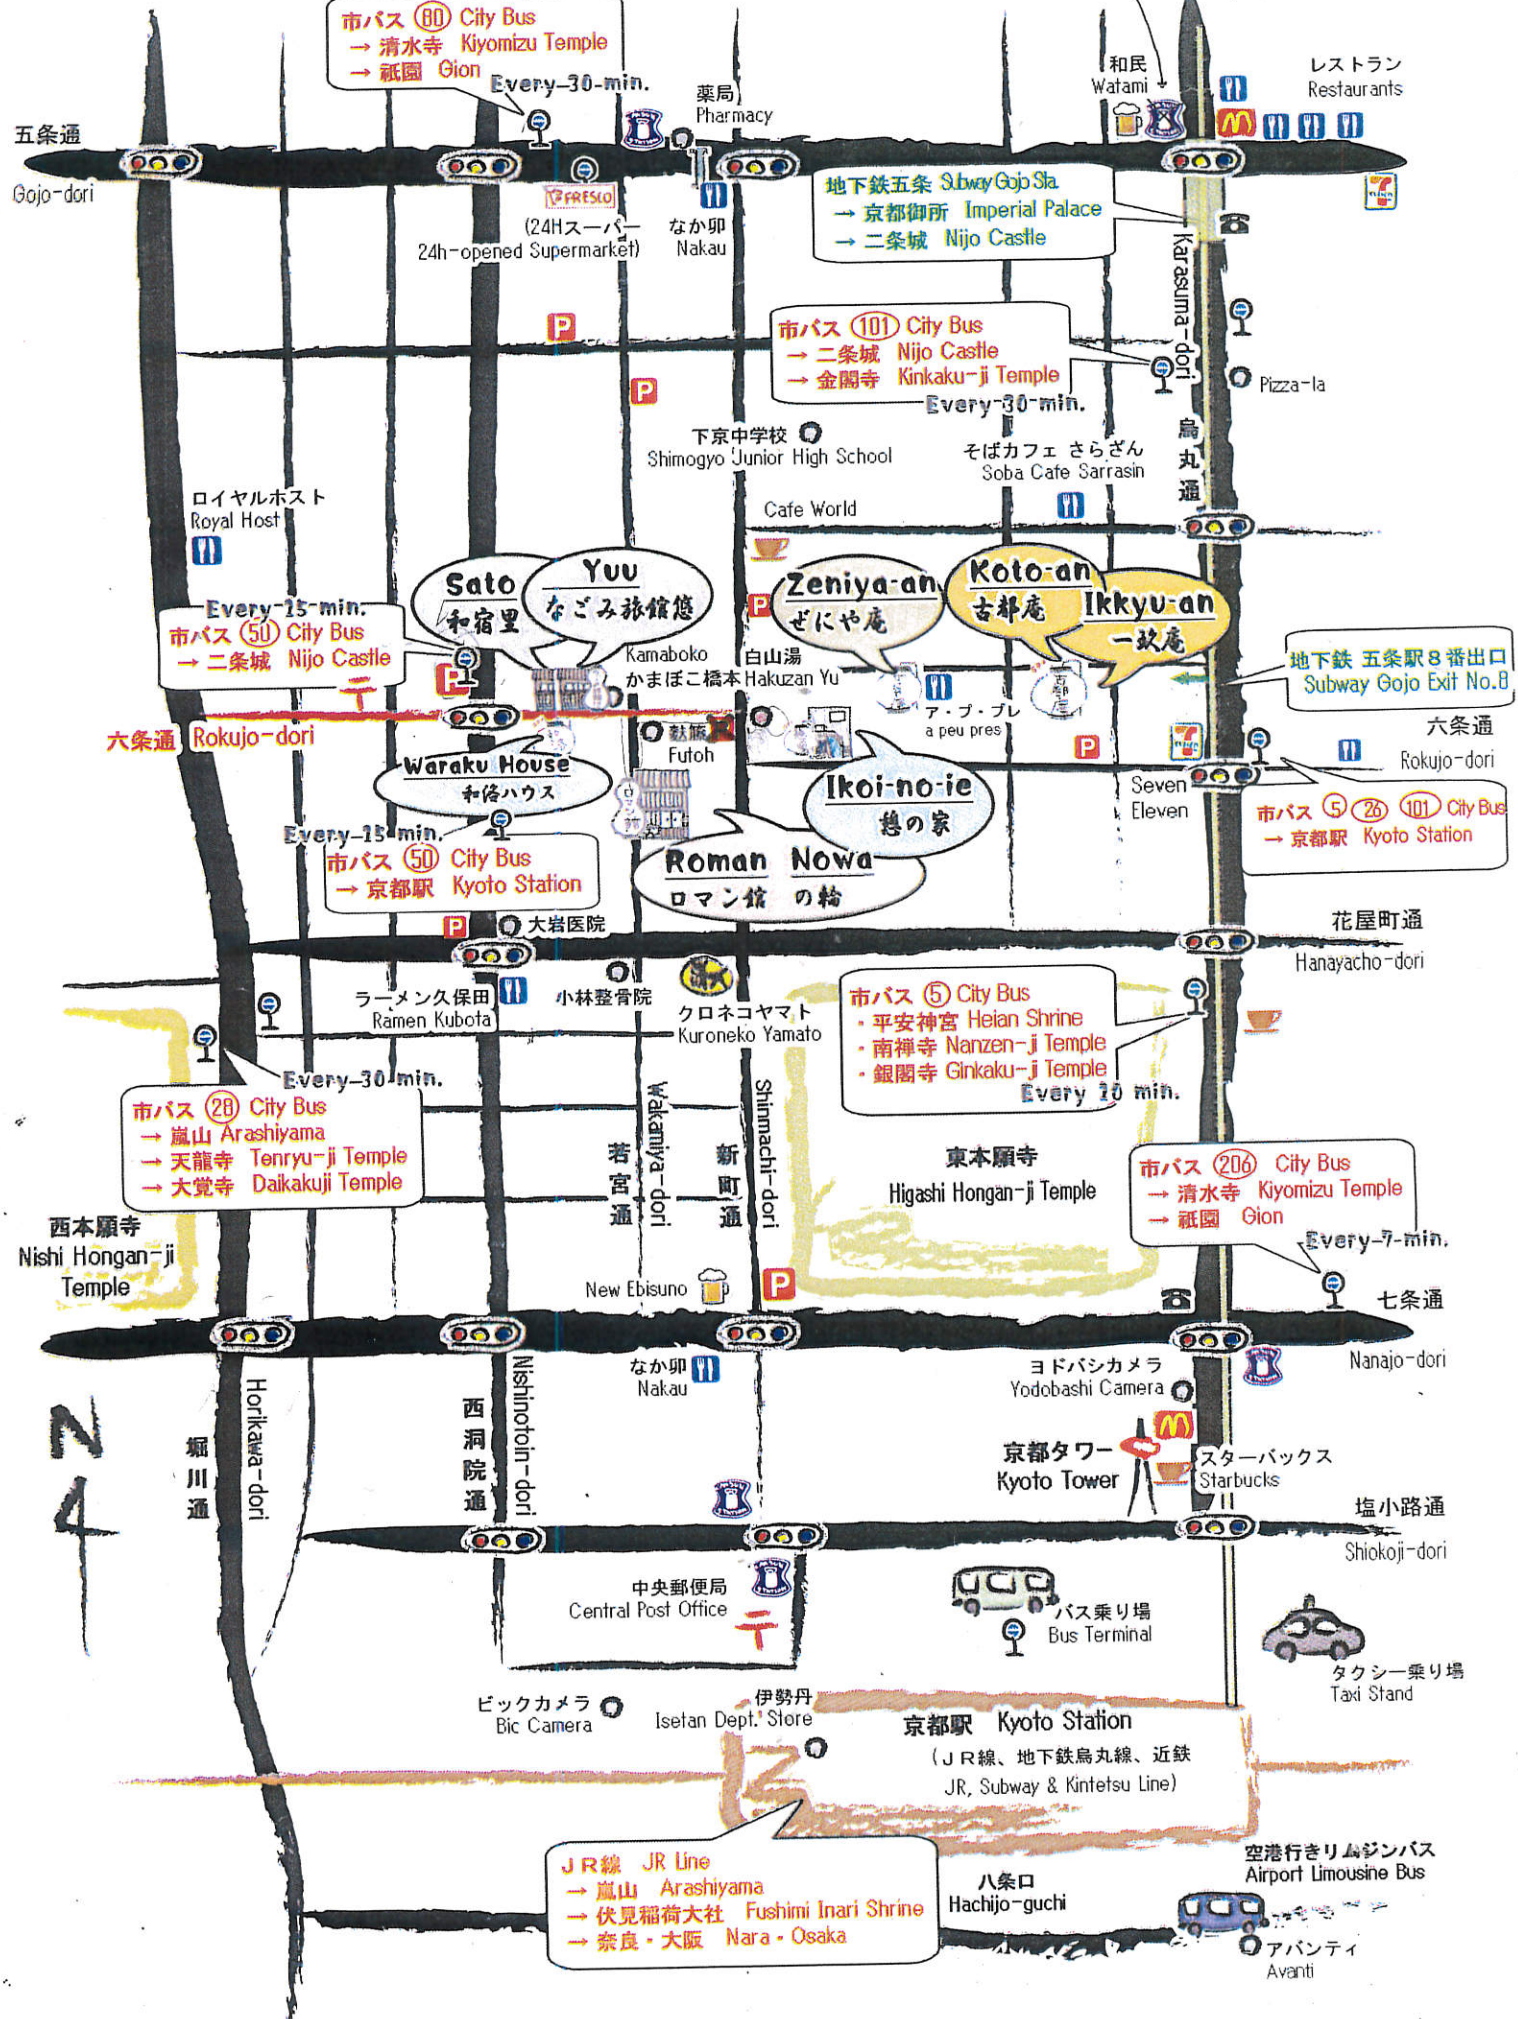 市バス 80 City Bus
→ 清水寺 Kiyomizu Temple
→ 祇園 Gion
Every 30 min.
薬局
Pharmacy
和民
Watami
レストラン
Restaurants
五条通
Gojo-dori
FRESCO
(24Hスーパー
24h-opened Supermarket)
なか卯
Nakau
地下鉄五条 Subway Gojo Sta.
→ 京都御所 Imperial Palace
→ 二条城 Nijo Castle
Karasuma-dori
烏丸通
P
市バス 101 City Bus
→ 二条城 Nijo Castle
→ 金閣寺 Kinkaku-ji Temple
Every 30 min.
Pizza-la
P
下京中学校
Shimogyo Junior High School
そばカフェ さらざん
Soba Cafe Sarrasin
ロイヤルホスト
Royal Host
Cafe World
Sato
和宿里
Yuu
なごみ旅館悠
P
Zeniya-an
ぜにや庵
Koto-an
古都庵
Ikkyu-an
一玖庵
Every 15 min.
市バス 50 City Bus
→ 二条城 Nijo Castle
P
〒
Kamaboko
かまぼこ橋本
白山湯
Hakuzan Yu
地下鉄 五条駅8番出口
Subway Gojo Exit No.8
六条通 Rokujo-dori
麩藤
Futoh
ア・プ・プレ
a peu pres
P
六条通
Rokujo-dori
Seven
Eleven
Waraku House
和洛ハウス
Ikoi-no-ie
憩の家
市バス 5 26 101 City Bus
→ 京都駅 Kyoto Station
Every 15 min.
市バス 50 City Bus
→ 京都駅 Kyoto Station
ロマン館
Roman Nowa
ロマン館 の輪
P
大岩医院
花屋町通
Hanayacho-dori
ラーメン久保田
Ramen Kubota
小林整骨院
クロネコヤマト
Kuroneko Yamato
市バス 5 City Bus
・平安神宮 Heian Shrine
・南禅寺 Nanzen-ji Temple
・銀閣寺 Ginkaku-ji Temple
Every 10 min.
Every 30 min.
市バス 28 City Bus
→ 嵐山 Arashiyama
→ 天龍寺 Tenryu-ji Temple
→ 大覚寺 Daikakuji Temple
若宮通
Wakamiya-dori
新町通
Shinmachi-dori
東本願寺
Higashi Hongan-ji Temple
市バス 206 City Bus
→ 清水寺 Kiyomizu Temple
→ 祇園 Gion
Every 7 min.
西本願寺
Nishi Hongan-ji
Temple
New Ebisuno
P
七条通
Nanajo-dori
なか卯
Nakau
ヨドバシカメラ
Yodobashi Camera
N
堀川通
Horikawa-dori
西洞院通
Nishinotoin-dori
京都タワー
Kyoto Tower
スターバックス
Starbucks
塩小路通
Shiokoji-dori
中央郵便局
Central Post Office
〒
バス乗り場
Bus Terminal
タクシー乗り場
Taxi Stand
ビックカメラ
Bic Camera
伊勢丹
Isetan Dept. Store
京都駅 Kyoto Station
(JR線、地下鉄烏丸線、近鉄
JR, Subway & Kintetsu Line)
JR線 JR Line
→ 嵐山 Arashiyama
→ 伏見稲荷大社 Fushimi Inari Shrine
→ 奈良・大阪 Nara・Osaka
八条口
Hachijo-guchi
空港行きリムジンバス
Airport Limousine Bus
アバンティ
Avanti